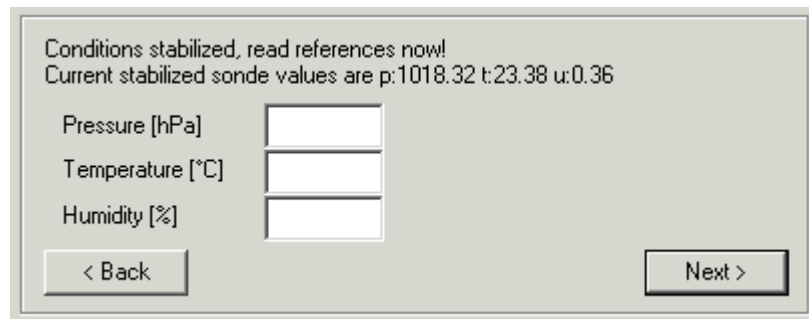 Conditions stabilized, read references now!
Current stabilized sonde values are p:1018.32 t:23.38 u:0.36
Pressure [hPa]
Temperature [°C]
Humidity [%]
< Back
Next >